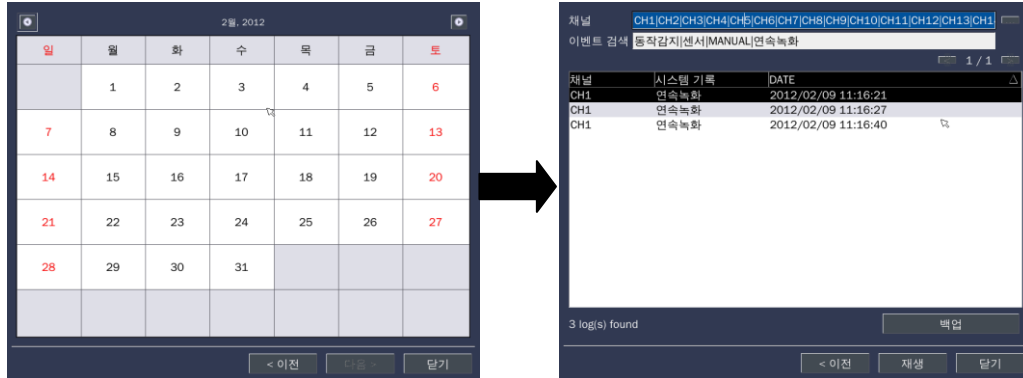 2월, 2012
일 월 화 수 목 금 토
1 2 3 4 5 6
7 8 9 10 11 12 13
14 15 16 17 18 19 20
21 22 23 24 25 26 27
28 29 30 31
< 이전 다음 > 닫기
채널 CH1|CH2|CH3|CH4|CH5|CH6|CH7|CH8|CH9|CH10|CH11|CH12|CH13|CH1
이벤트 검색 동작감지|센서|MANUAL|연속녹화
1 / 1
채널 시스템 기록 DATE
CH1 연속녹화 2012/02/09 11:16:21
CH1 연속녹화 2012/02/09 11:16:27
CH1 연속녹화 2012/02/09 11:16:40
3 log(s) found 백업
< 이전 재생 닫기